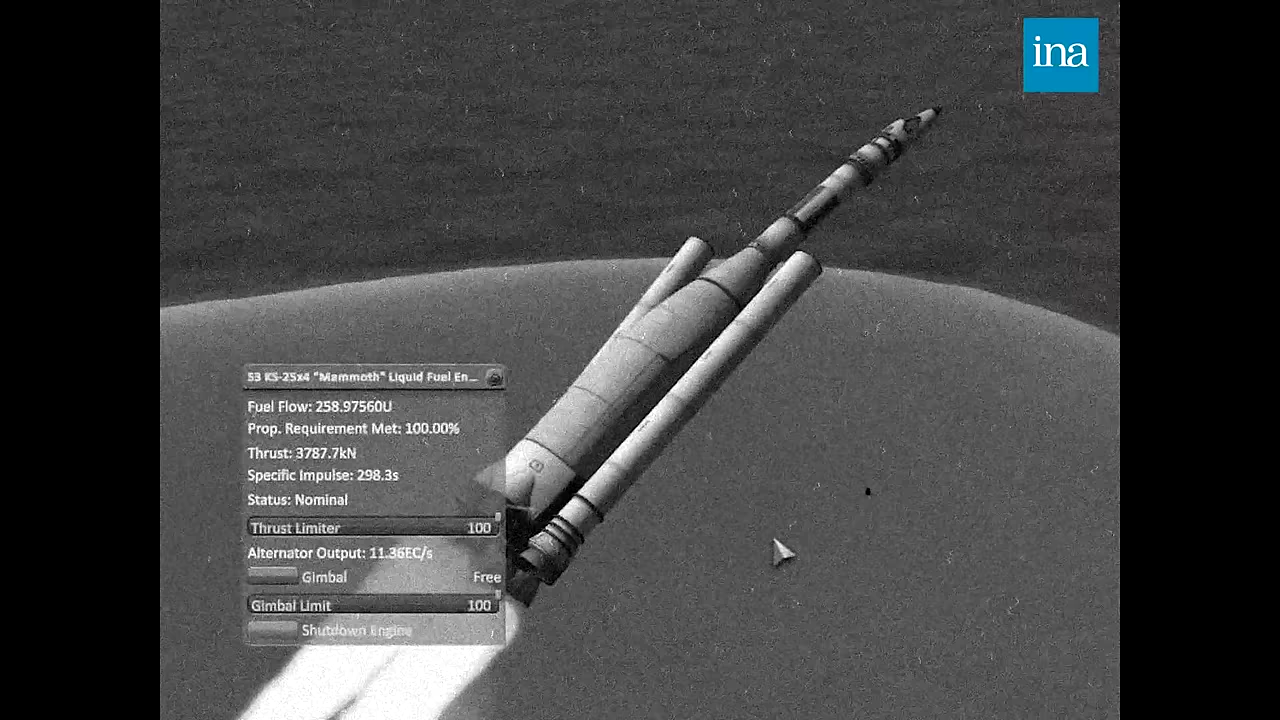 ina
S3 KS-25x4 "Mammoth" Liquid Fuel En...
Fuel Flow: 258.97560U
Prop. Requirement Met: 100.00%
Thrust: 3787.7kN
Specific Impulse: 298.3s
Status: Nominal
Thrust Limiter 100
Alternator Output: 11.36EC/s
Gimbal Free
Gimbal Limit 100
Shutdown Engine